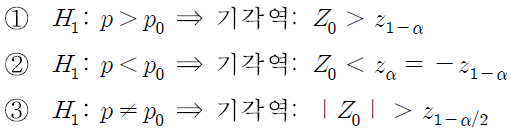 ① H₁: p > p₀ ⇒ 기각역: Z₀ > z₁₋α
② H₁: p < p₀ ⇒ 기각역: Z₀ < zα = −z₁₋α
③ H₁: p ≠ p₀ ⇒ 기각역: | Z₀ | > z₁₋α/₂